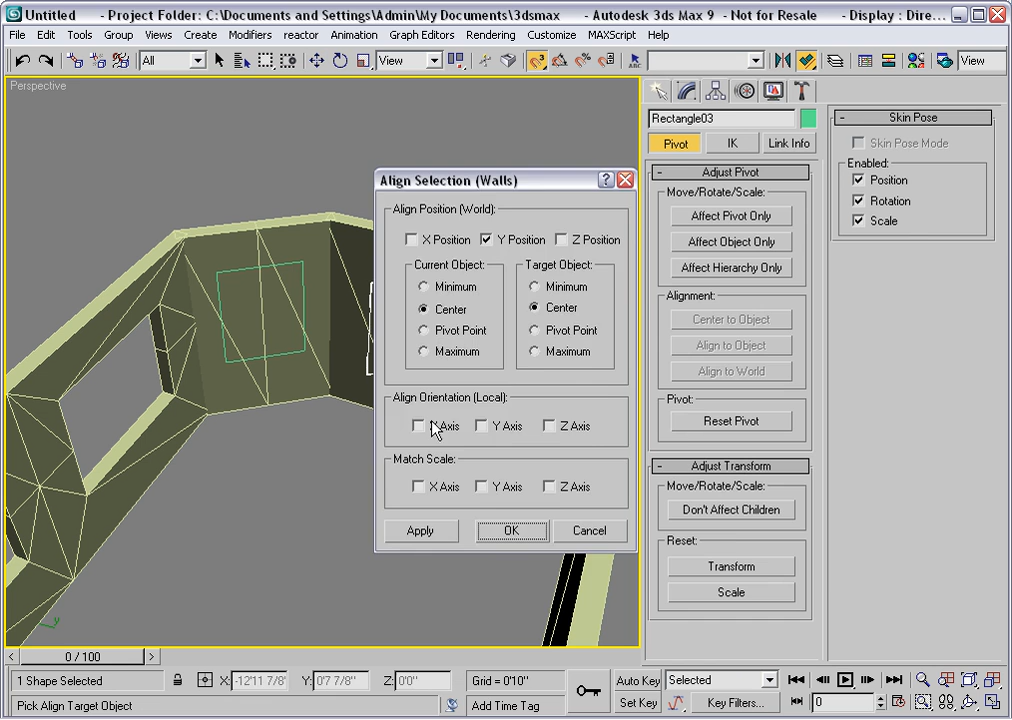 Untitled - Project Folder: C:\Documents and Settings\Admin\My Documents\3dsmax - Autodesk 3ds Max 9 - Not for Resale - Display : Dire...
File Edit Tools Group Views Create Modifiers reactor Animation Graph Editors Rendering Customize MAXScript Help
All View 3 ABC View
Perspective
Rectangle03
Pivot IK Link Info
- Adjust Pivot
Move/Rotate/Scale:
Affect Pivot Only
Affect Object Only
Affect Hierarchy Only
Alignment:
Center to Object
Align to Object
Align to World
Pivot:
Reset Pivot
- Adjust Transform
Move/Rotate/Scale:
Don't Affect Children
Reset:
Transform
Scale
- Skin Pose
Skin Pose Mode
Enabled:
Position
Rotation
Scale
Align Selection (Walls) ?
Align Position (World):
X Position Y Position Z Position
Current Object: Target Object:
Minimum Minimum
Center Center
Pivot Point Pivot Point
Maximum Maximum
Align Orientation (Local):
Axis Y Axis Z Axis
Match Scale:
X Axis Y Axis Z Axis
Apply OK Cancel
y
< 0 / 100 >
1 Shape Selected X: -12'11 7/8" Y: 0'7 7/8" Z: 0'0" Grid = 0'10" Auto Key Selected
Pick Align Target Object Add Time Tag Set Key Key Filters... 0